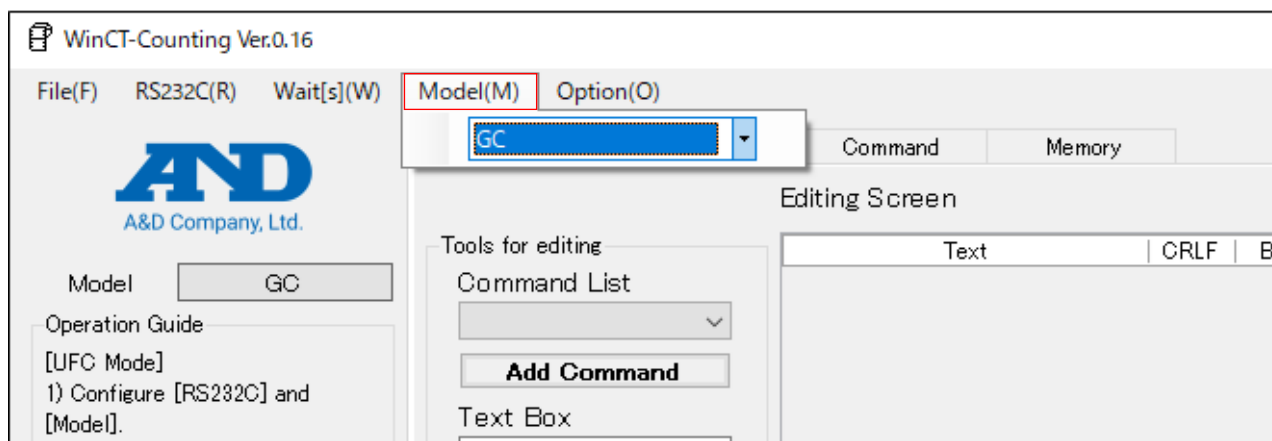 WinCT-Counting Ver.0.16
File(F) RS232C(R) Wait[s](W) Model(M) Option(O)
GC
Command Memory
AND
A&D Company, Ltd.
Model GC
Operation Guide
[UFC Mode]
1) Configure [RS232C] and
[Model].
Editing Screen
Tools for editing
Command List
Add Command
Text Box
Text CRLF B